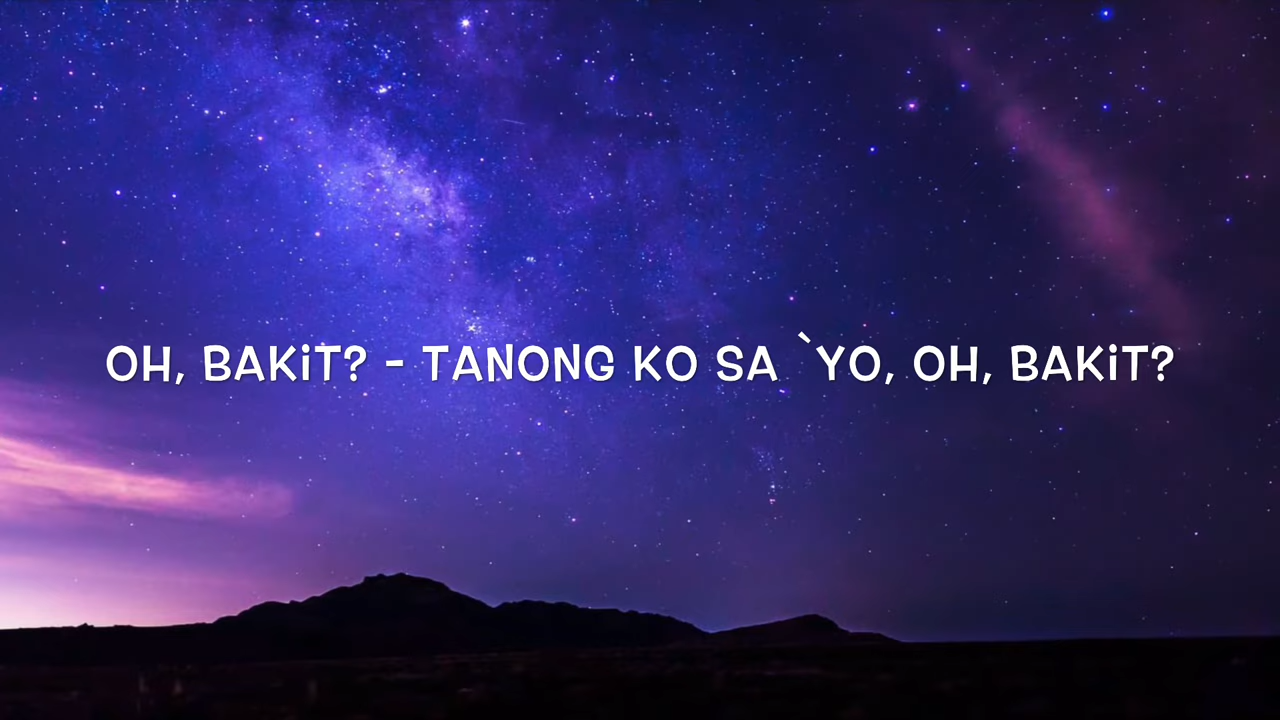 OH, BAKiT? - TANONG KO SA `YO, OH, BAKiT?